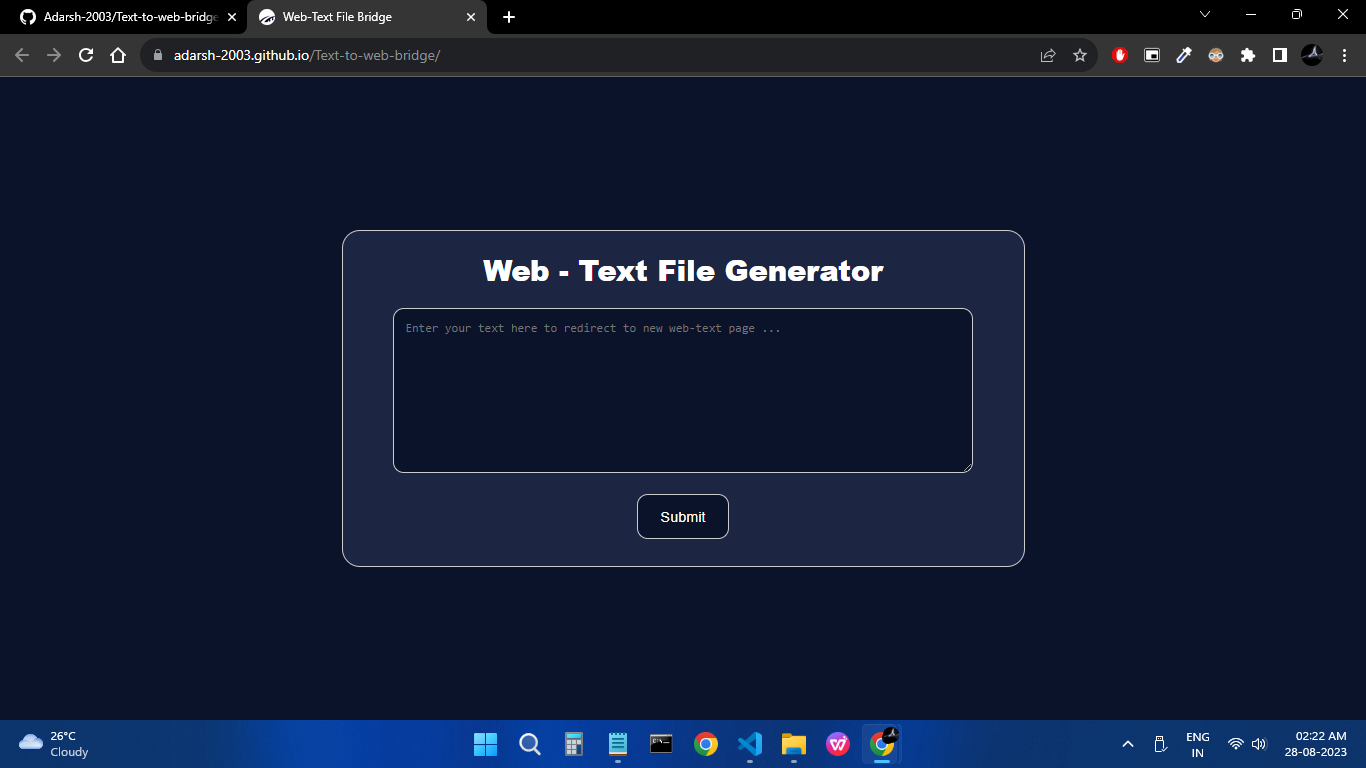 Adarsh-2003/Text-to-web-bridge
Web-Text File Bridge
adarsh-2003.github.io/Text-to-web-bridge/
Web - Text File Generator
Enter your text here to redirect to new web-text page ...
Submit
26°C
Cloudy
ENG
IN
02:22 AM
28-08-2023